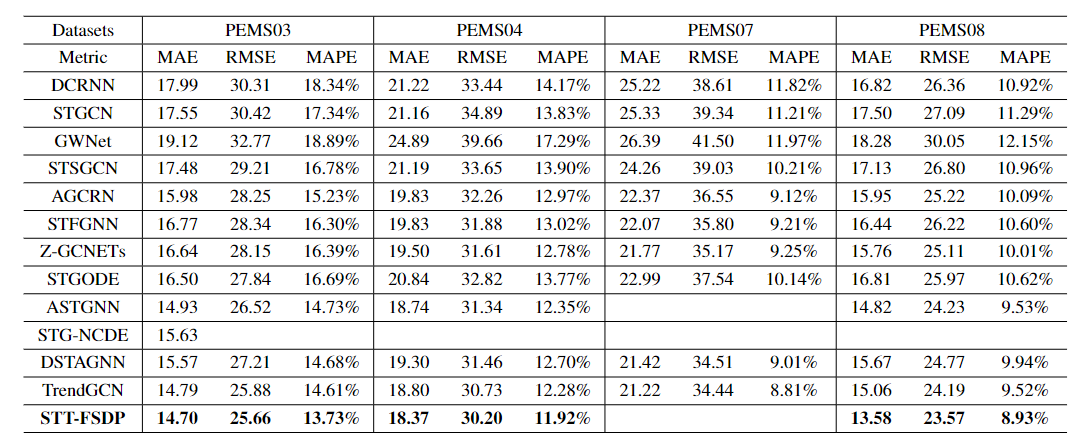 Datasets PEMS03 PEMS04 PEMS07 PEMS08
Metric MAE RMSE MAPE MAE RMSE MAPE MAE RMSE MAPE MAE RMSE MAPE
DCRNN 17.99 30.31 18.34% 21.22 33.44 14.17% 25.22 38.61 11.82% 16.82 26.36 10.92%
STGCN 17.55 30.42 17.34% 21.16 34.89 13.83% 25.33 39.34 11.21% 17.50 27.09 11.29%
GWNet 19.12 32.77 18.89% 24.89 39.66 17.29% 26.39 41.50 11.97% 18.28 30.05 12.15%
STSGCN 17.48 29.21 16.78% 21.19 33.65 13.90% 24.26 39.03 10.21% 17.13 26.80 10.96%
AGCRN 15.98 28.25 15.23% 19.83 32.26 12.97% 22.37 36.55 9.12% 15.95 25.22 10.09%
STFGNN 16.77 28.34 16.30% 19.83 31.88 13.02% 22.07 35.80 9.21% 16.44 26.22 10.60%
Z-GCNETs 16.64 28.15 16.39% 19.50 31.61 12.78% 21.77 35.17 9.25% 15.76 25.11 10.01%
STGODE 16.50 27.84 16.69% 20.84 32.82 13.77% 22.99 37.54 10.14% 16.81 25.97 10.62%
ASTGNN 14.93 26.52 14.73% 18.74 31.34 12.35% 14.82 24.23 9.53%
STG-NCDE 15.63
DSTAGNN 15.57 27.21 14.68% 19.30 31.46 12.70% 21.42 34.51 9.01% 15.67 24.77 9.94%
TrendGCN 14.79 25.88 14.61% 18.80 30.73 12.28% 21.22 34.44 8.81% 15.06 24.19 9.52%
STT-FSDP 14.70 25.66 13.73% 18.37 30.20 11.92% 13.58 23.57 8.93%